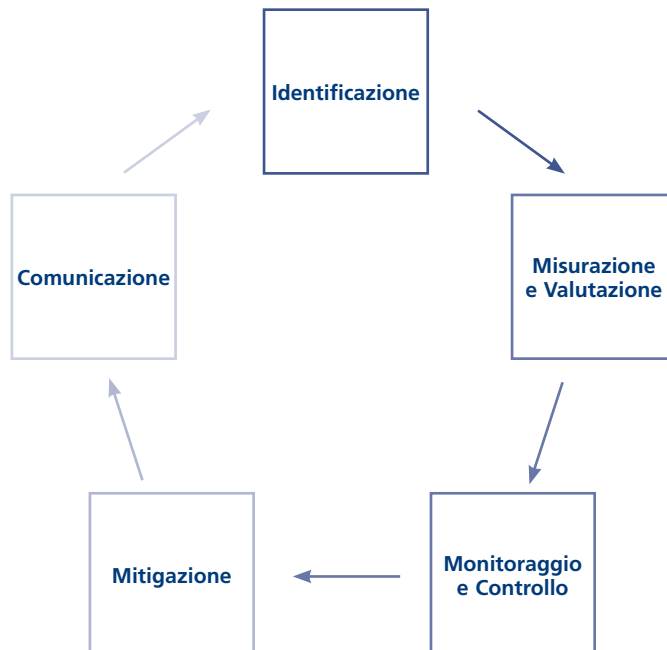 Identificazione
Misurazione
e Valutazione
Monitoraggio
e Controllo
Mitigazione
Comunicazione